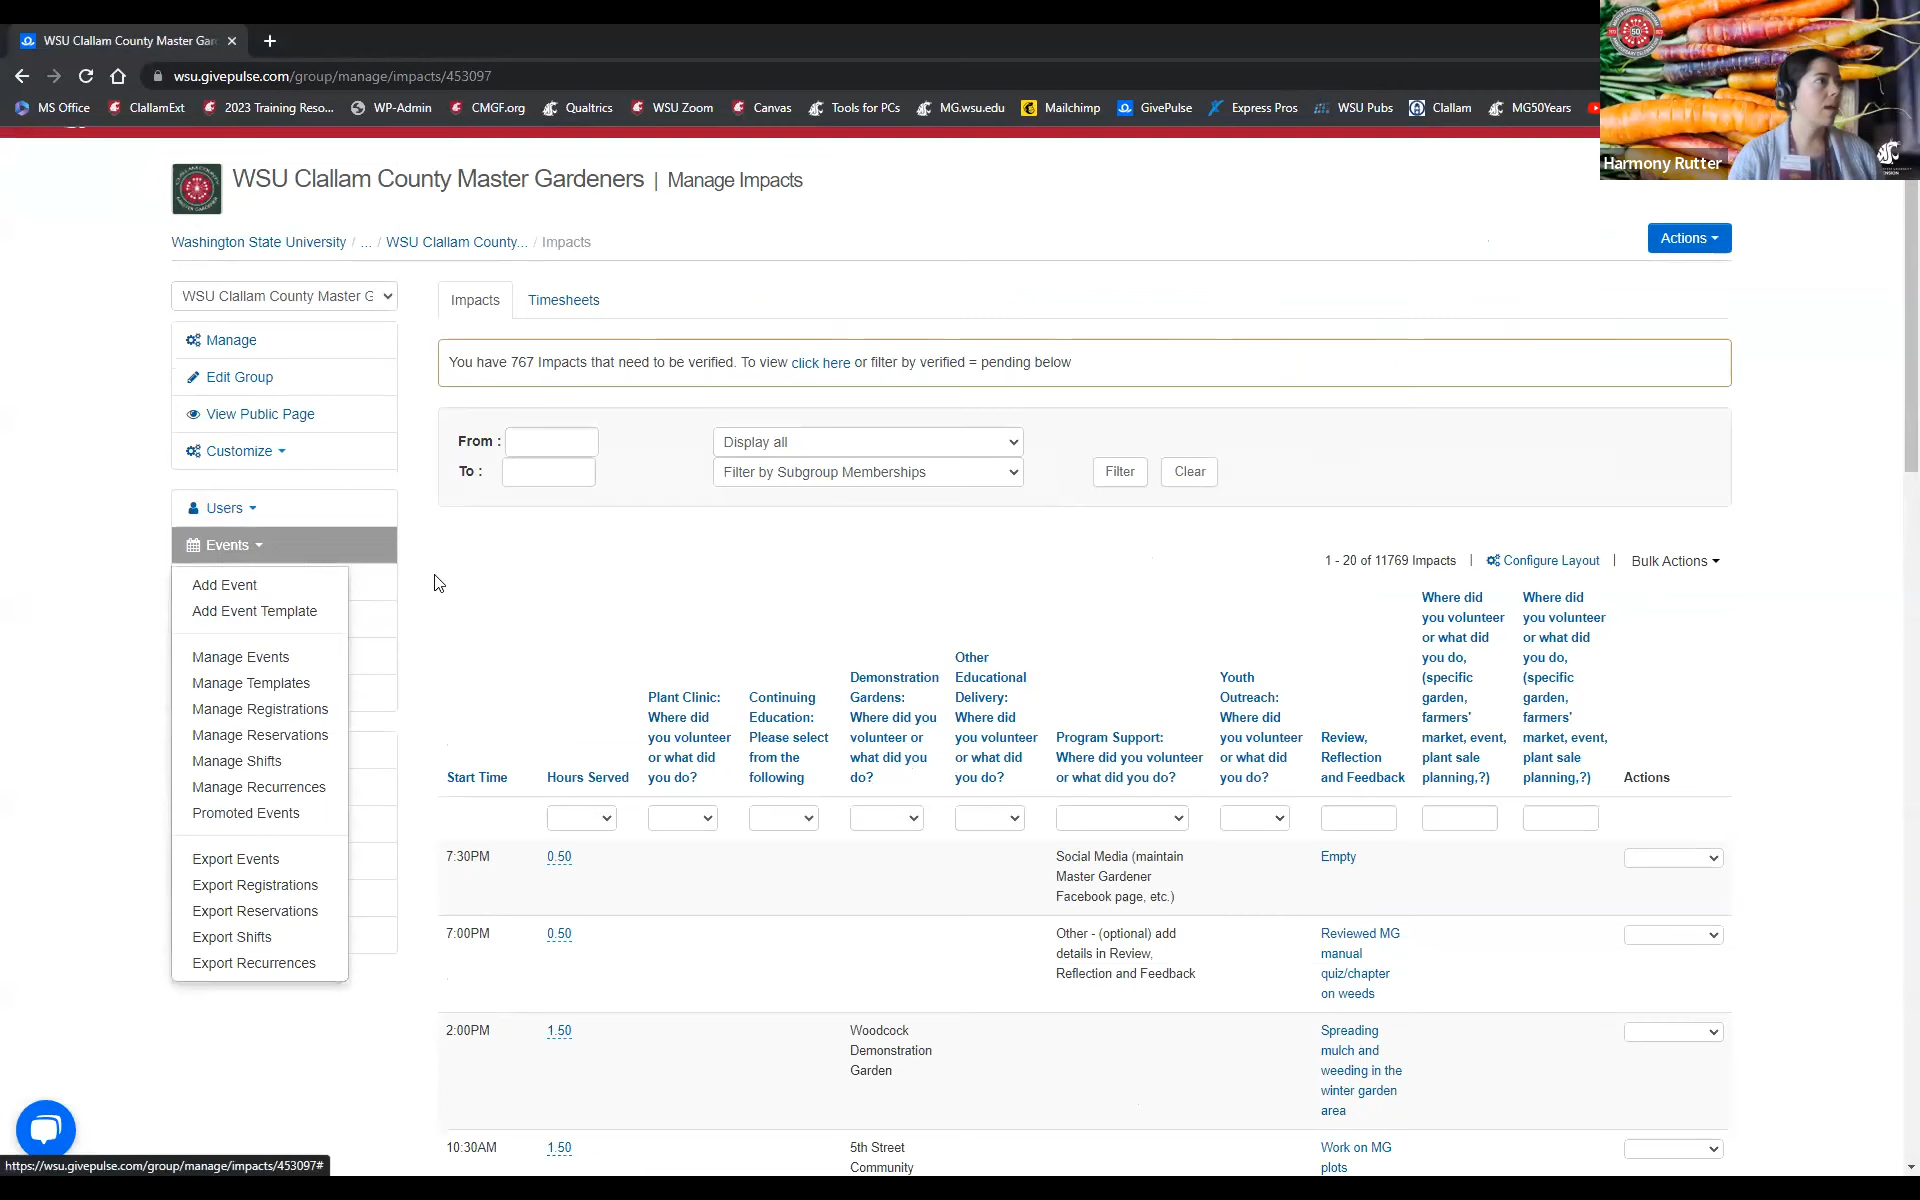 WSU Clallam County Master Gar
wsu.givepulse.com/group/manage/impacts/453097
MS Office ClallamExt 2023 Training Reso... WP-Admin CMGF.org Qualtrics WSU Zoom Canvas Tools for PCs MG.wsu.edu Mailchimp GivePulse Express Pros WSU Pubs Clallam MG50Years
50
Harmony Rutter
WSU Clallam County Master Gardeners | Manage Impacts
Washington State University / ... / WSU Clallam County... / Impacts
Actions
WSU Clallam County Master G
Manage
Edit Group
View Public Page
Customize
Users
Events
Add Event
Add Event Template
Manage Events
Manage Templates
Manage Registrations
Manage Reservations
Manage Shifts
Manage Recurrences
Promoted Events
Export Events
Export Registrations
Export Reservations
Export Shifts
Export Recurrences
Impacts Timesheets
You have 767 Impacts that need to be verified. To view click here or filter by verified = pending below
From : Display all
To : Filter by Subgroup Memberships Filter Clear
1 - 20 of 11769 Impacts | Configure Layout | Bulk Actions
Start Time
Hours Served
Plant Clinic:
Where did
you volunteer
or what did
you do?
Continuing
Education:
Please select
from the
following
Demonstration
Gardens:
Where did you
volunteer or
what did you
do?
Other
Educational
Delivery:
Where did
you volunteer
or what did
you do?
Program Support:
Where did you volunteer
or what did you do?
Youth
Outreach:
Where did
you volunteer
or what did
you do?
Review,
Reflection
and Feedback
Where did
you volunteer
or what did
you do,
(specific
garden,
farmers'
market, event,
plant sale
planning,?)
Where did
you volunteer
or what did
you do,
(specific
garden,
farmers'
market, event,
plant sale
planning,?)
Actions
7:30PM 0.50
Social Media (maintain
Master Gardener
Facebook page, etc.)
Empty
7:00PM 0.50
Other - (optional) add
details in Review,
Reflection and Feedback
Reviewed MG
manual
quiz/chapter
on weeds
2:00PM 1.50
Woodcock
Demonstration
Garden
Spreading
mulch and
weeding in the
winter garden
area
10:30AM 1.50
5th Street
Community
Work on MG
plots
https://wsu.givepulse.com/group/manage/impacts/453097#